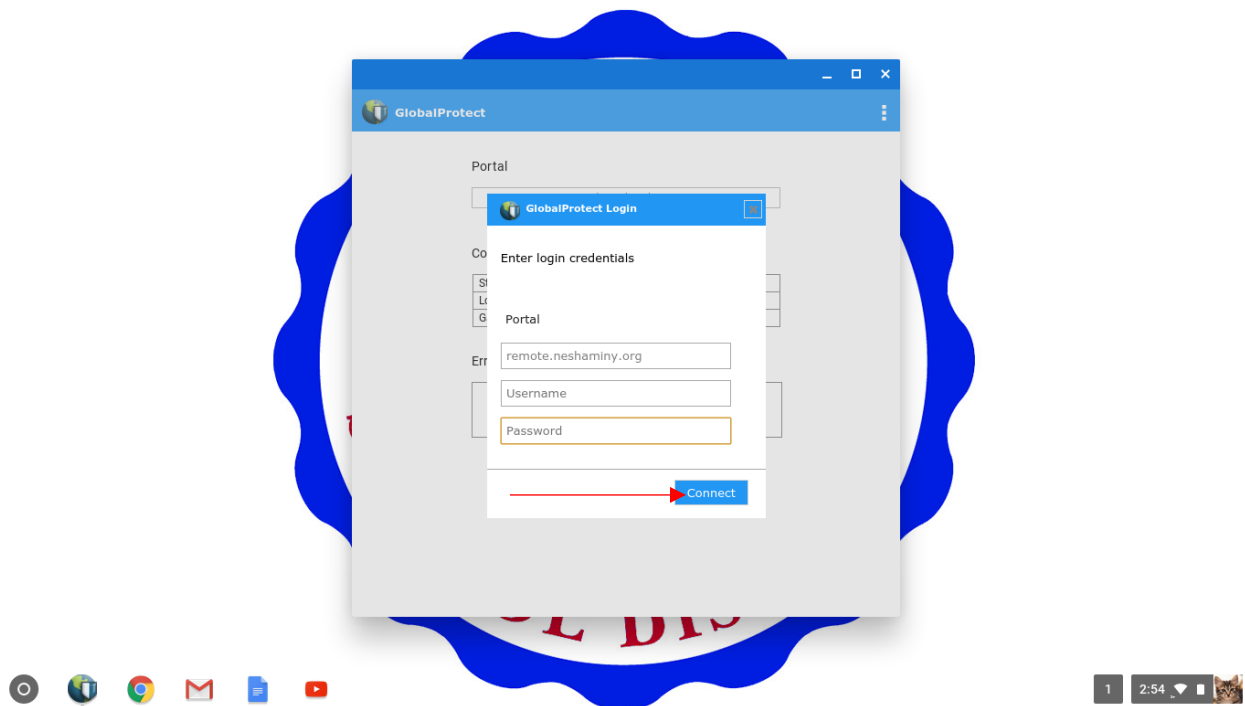 GlobalProtect
Portal
GlobalProtect Login
Enter login credentials
Portal
remote.neshaminy.org
Username
Password
Connect
1
2:54